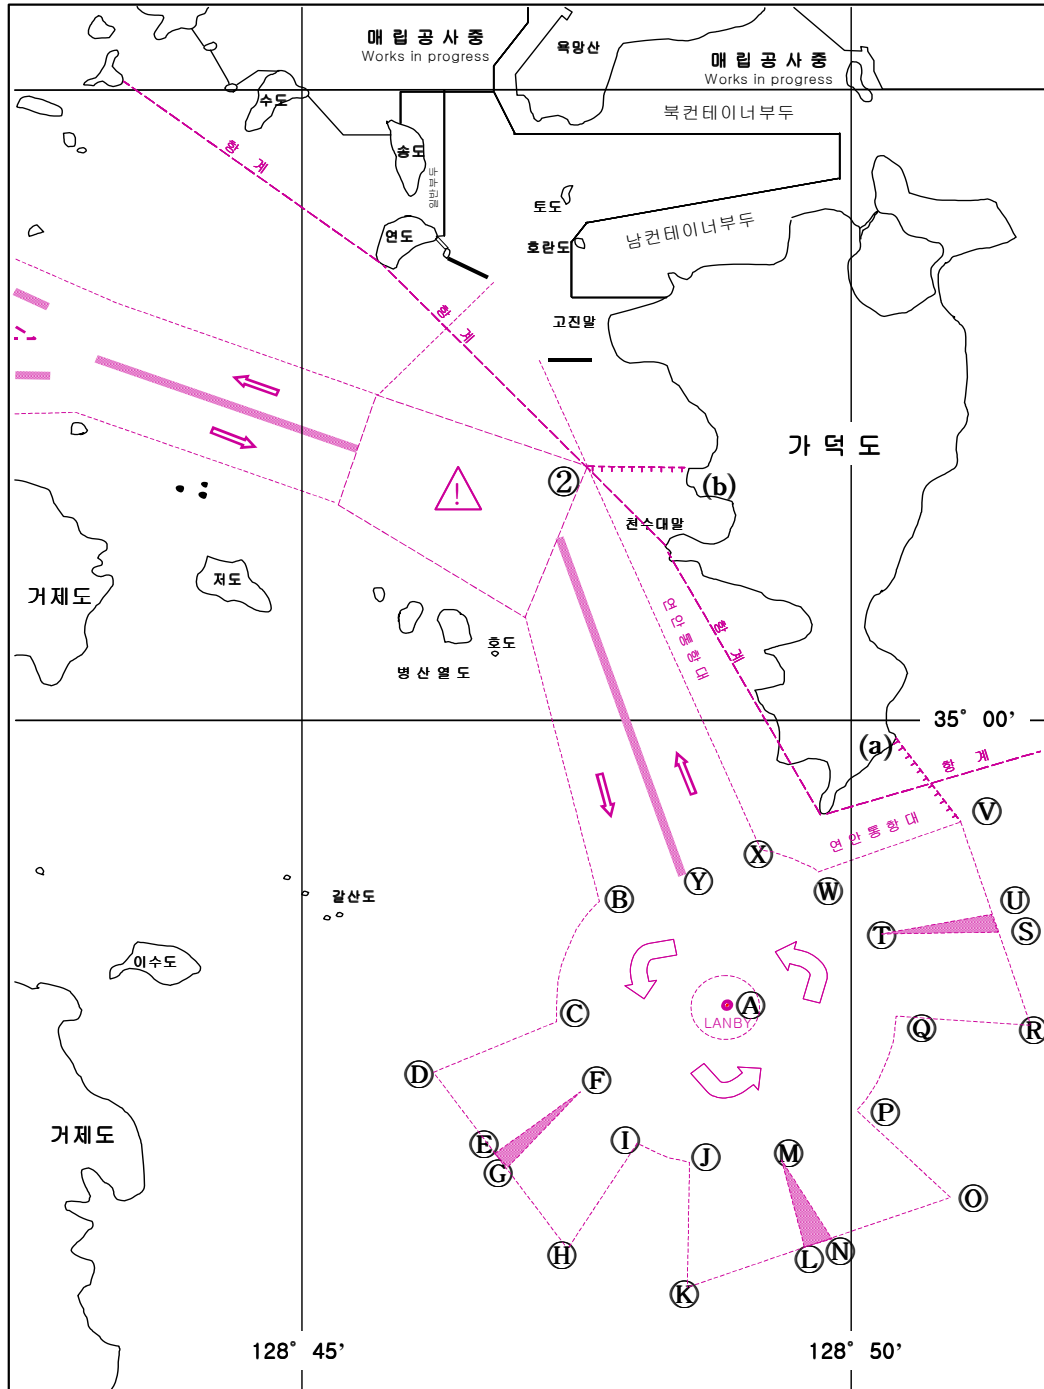 매립공사중
Works in progress
욕망산
매립공사중
Works in progress
수도
북컨테이너부두
항계
송도
일반부두
토도
연도
남컨테이너부두
호란도
항계
고진말
가덕도
②
(b)
천수대말
!
저도
거제도
연안통항대
항계
홍도
병산열도
35° 00'
(a)
항계
V
연안통항대
X
W
Y
B
U
T
S
갈산도
이수도
A
LANBY
C
Q
R
D
F
P
거제도
E
I
J
M
G
O
H
L
N
K
128° 45'
128° 50'